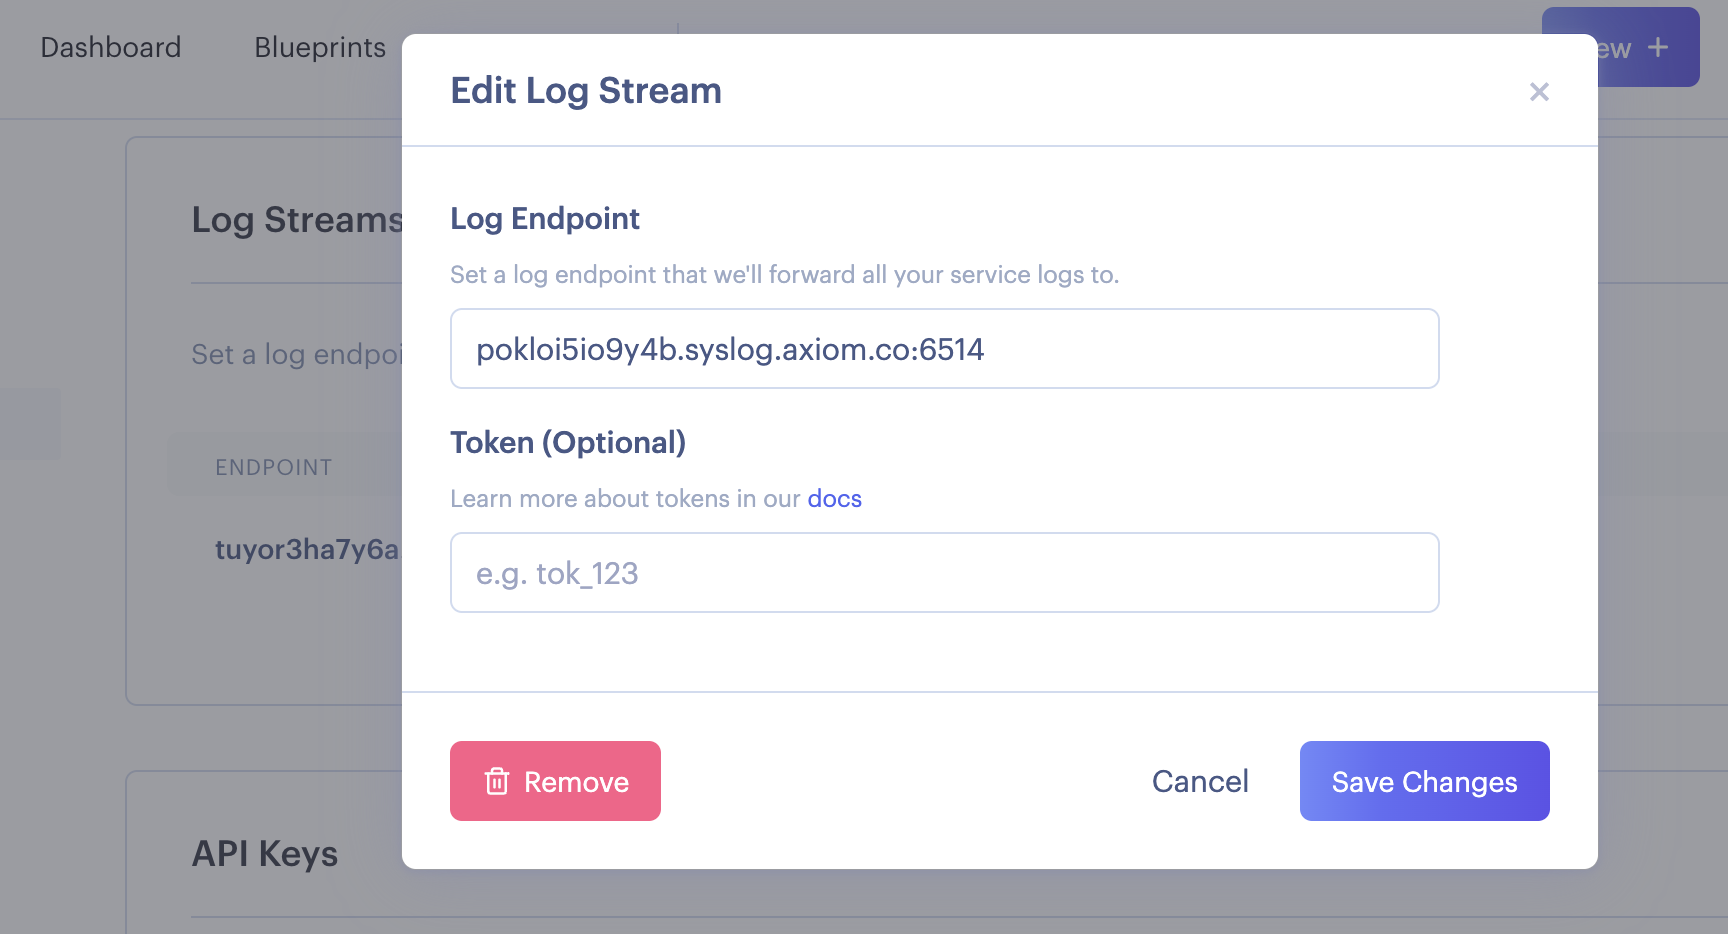 Dashboard
Blueprints
ew +
Edit Log Stream
×
Log Streams
Log Endpoint
Set a log endpoint that we'll forward all your service logs to.
pokloi5io9y4b.syslog.axiom.co:6514
Set a log endpoi
Token (Optional)
ENDPOINT
Learn more about tokens in our docs
tuyor3ha7y6a
e.g. tok_123
Remove
Cancel
Save Changes
API Keys